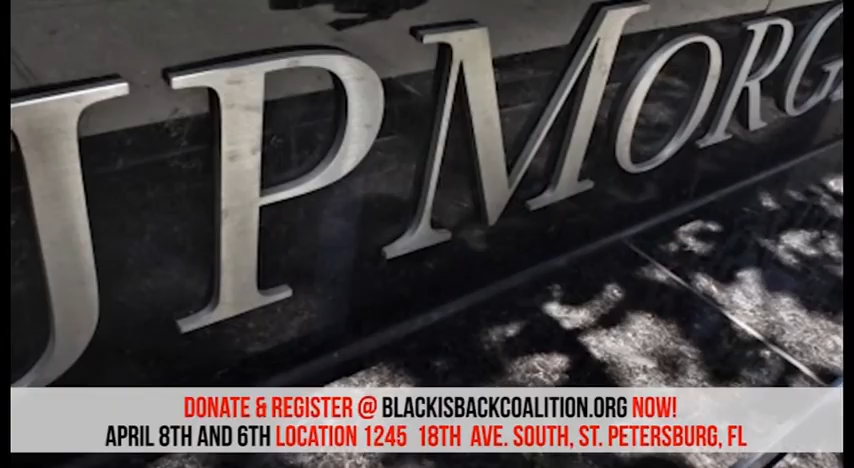 JPMORG
DONATE & REGISTER @ BLACKISBACKCOALITION.ORG NOW!
APRIL 8TH AND 6TH LOCATION 1245 18TH AVE. SOUTH, ST. PETERSBURG, FL